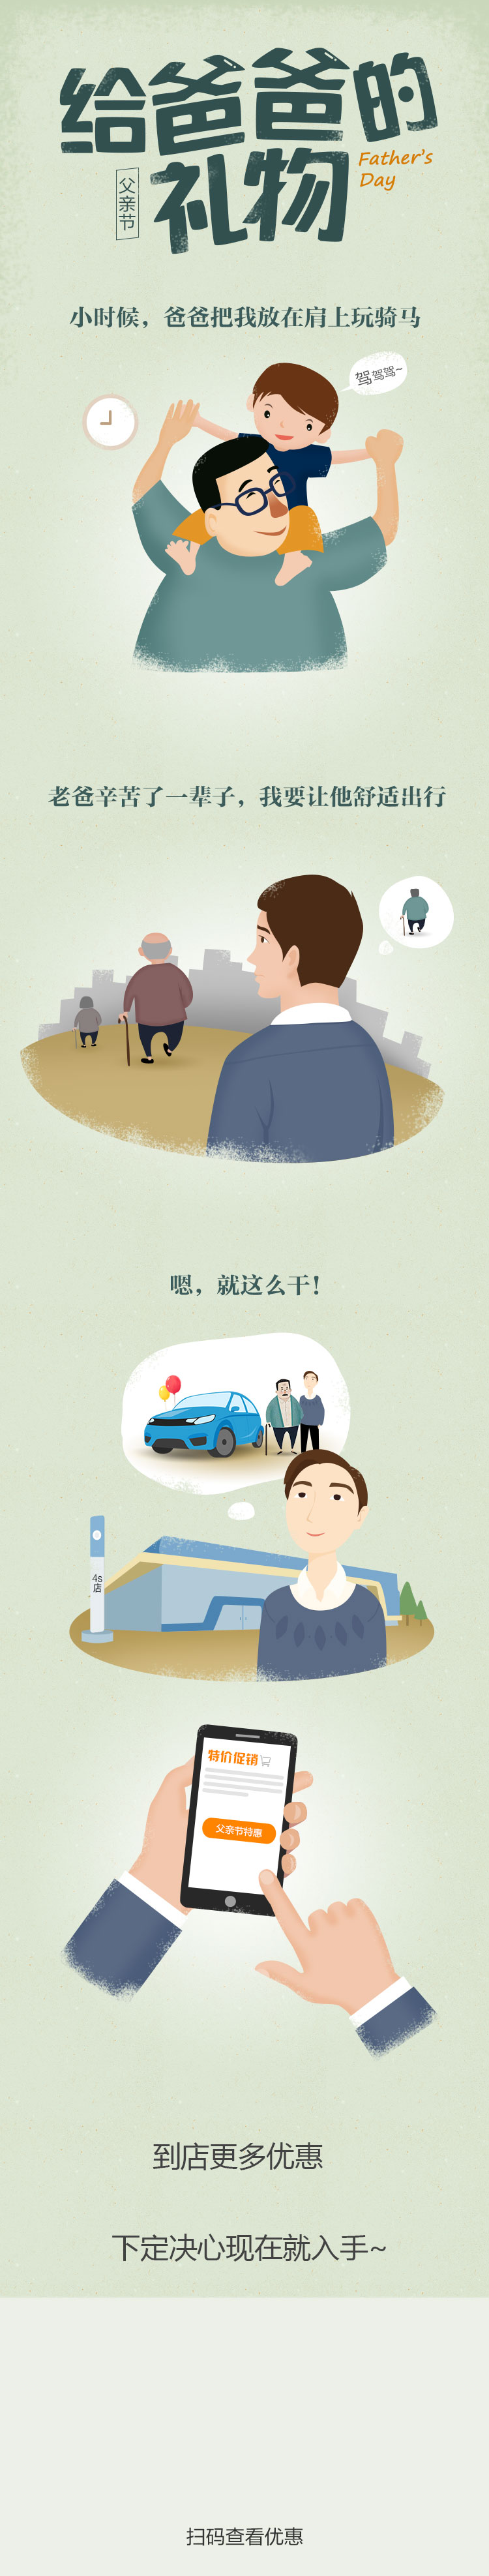 给爸爸的
礼物
父亲节
Father's
Day
小时候，爸爸把我放在肩上玩骑马
驾驾驾~
老爸辛苦了一辈子，我要让他舒适出行
嗯，就这么干！
4s
店
特价促销
父亲节特惠
到店更多优惠
下定决心现在就入手~
扫码查看优惠